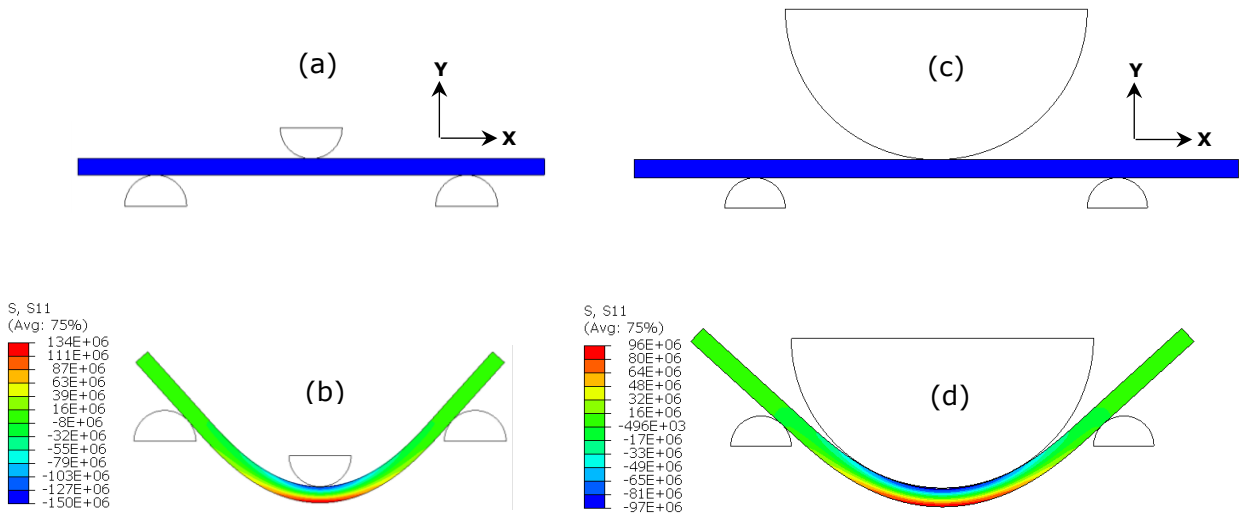 (a)
Y
X
(c)
Y
X
S, S11
(Avg: 75%)
134E+06
111E+06
87E+06
63E+06
39E+06
16E+06
-8E+06
-32E+06
-55E+06
-79E+06
-103E+06
-127E+06
-150E+06
(b)
S, S11
(Avg: 75%)
96E+06
80E+06
64E+06
48E+06
32E+06
16E+06
-496E+03
-17E+06
-33E+06
-49E+06
-65E+06
-81E+06
-97E+06
(d)